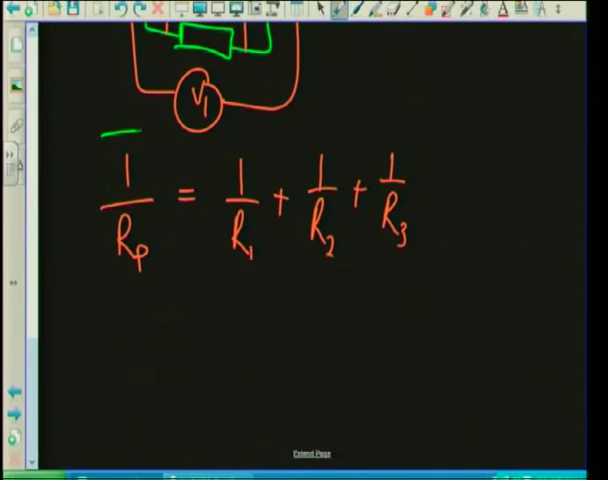 V1
1/Rp = 1/R1 + 1/R2 + 1/R3
Extend Page